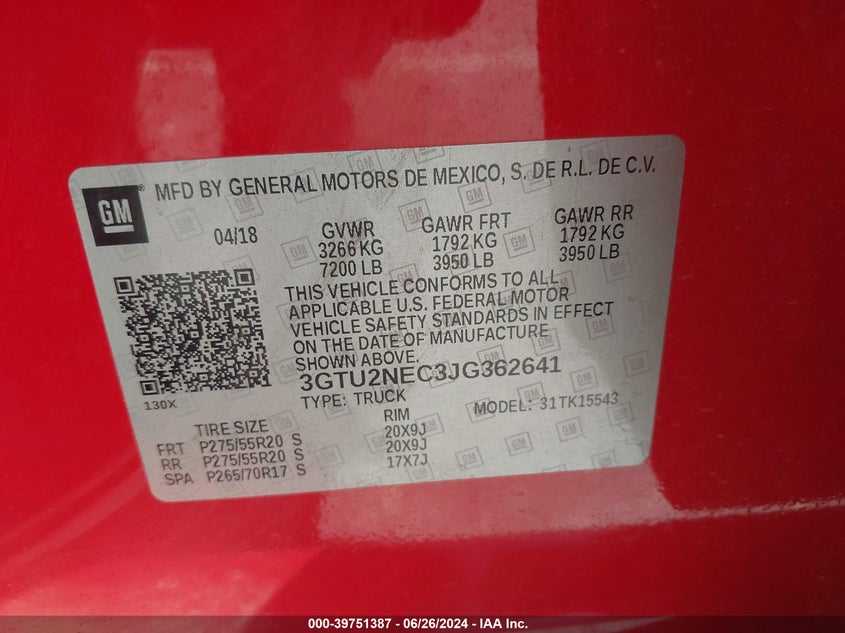 GM
MFD BY GENERAL MOTORS DE MEXICO, S. DE R.L. DE C.V.
04/18 GVWR GAWR FRT GAWR RR
3266 KG 1792 KG 1792 KG
7200 LB 3950 LB 3950 LB
THIS VEHICLE CONFORMS TO ALL
APPLICABLE U.S. FEDERAL MOTOR
VEHICLE SAFETY STANDARDS IN EFFECT
ON THE DATE OF MANUFACTURE
SHOWN ABOVE.
3GTU2NEC3JG362641
130X TYPE: TRUCK MODEL: 31TK15543
TIRE SIZE RIM
FRT P275/55R20 S 20X9J
RR P275/55R20 S 20X9J
SPA P265/70R17 S 17X7J
000-39751387 - 06/26/2024 - IAA Inc.